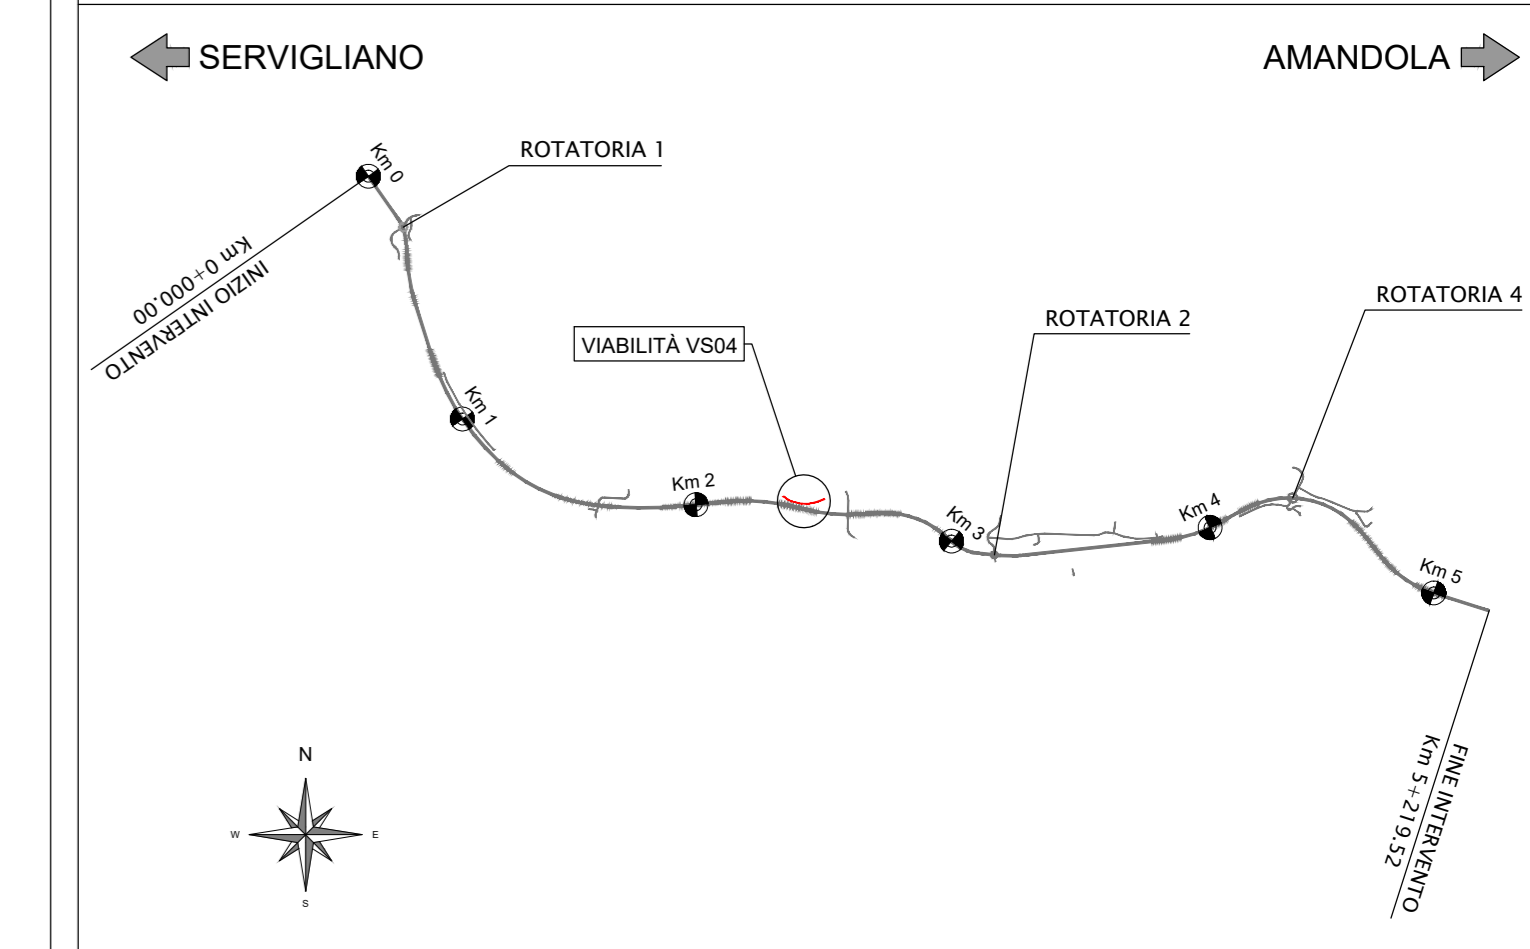 SERVIGLIANO
AMANDOLA
Km 0
ROTATORIA 1
Km 0+000.00
INIZIO INTERVENTO
ROTATORIA 4
ROTATORIA 2
VIABILITÀ VS04
Km 1
Km 2
Km 3
Km 4
Km 5
FINE INTERVENTO
Km 5+219.52
N
W
E
S